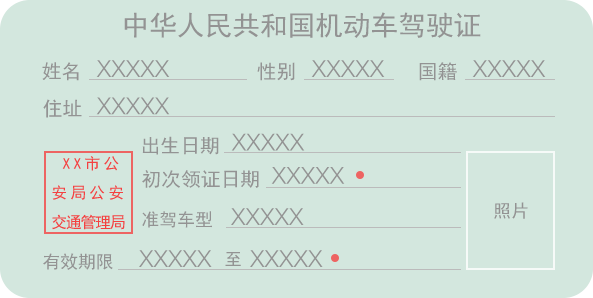 中华人民共和国机动车驾驶证
姓名 XXXXX 性别 XXXXX 国籍 XXXXX
住址 XXXXX
出生日期 XXXXX
XX市公
安局公安
交通管理局
初次领证日期 XXXXX
准驾车型 XXXXX
照片
有效期限 XXXXX 至 XXXXX